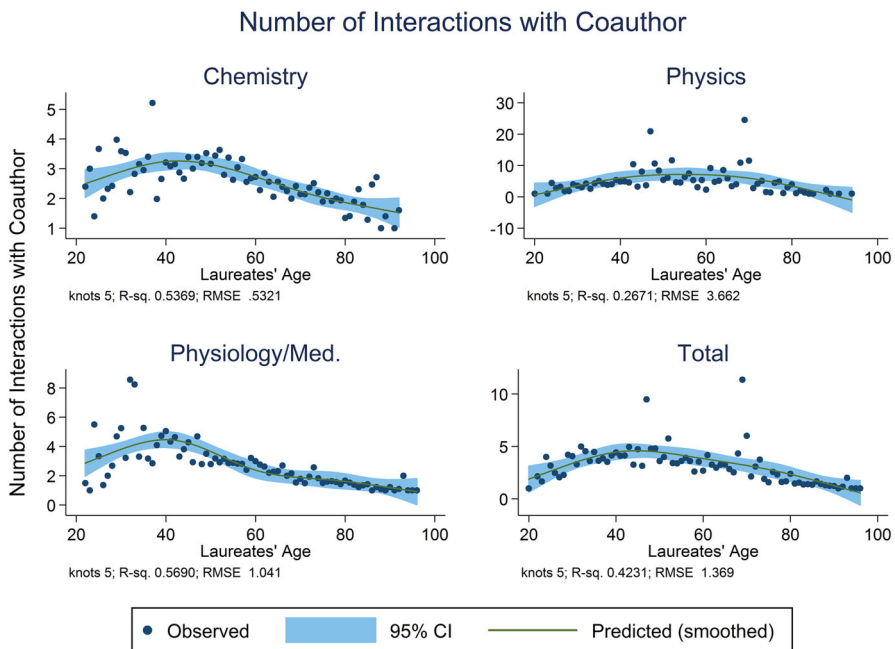 Number of Interactions with Coauthor
Number of Interactions with Coauthor
Chemistry
5
4
3
2
1
20 40 60 80 100
Laureates' Age
knots 5; R-sq. 0.5369; RMSE .5321
Physics
30
20
10
0
-10
20 40 60 80 100
Laureates' Age
knots 5; R-sq. 0.2671; RMSE 3.662
Physiology/Med.
8
6
4
2
0
20 40 60 80 100
Laureates' Age
knots 5; R-sq. 0.5690; RMSE 1.041
Total
10
5
0
20 40 60 80 100
Laureates' Age
knots 5; R-sq. 0.4231; RMSE 1.369
Observed 95% CI Predicted (smoothed)